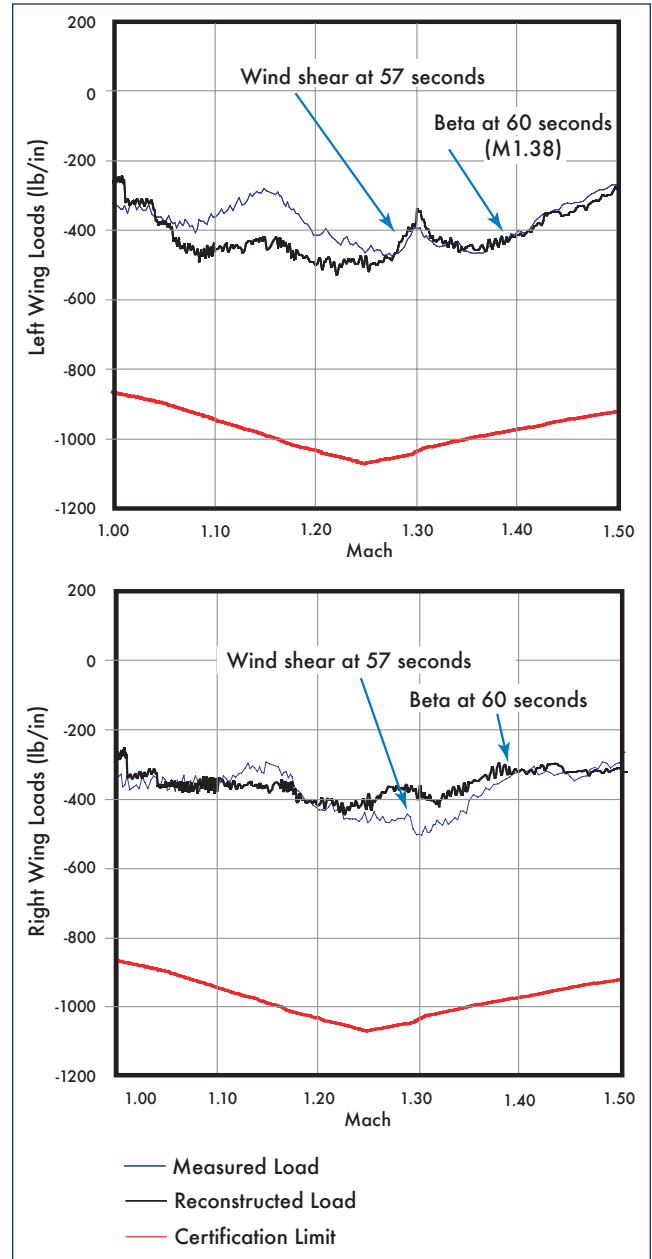 200
Wind shear at 57 seconds
0
Beta at 60 seconds
(M1.38)
-200
-400
-600
-800
-1000
-1200
Left Wing Loads (lb/in)
1.00 1.10 1.20 1.30 1.40 1.50
Mach
200
0
Wind shear at 57 seconds
Beta at 60 seconds
-200
-400
-600
-800
-1000
-1200
Right Wing Loads (lb/in)
1.00 1.10 1.20 1.30 1.40 1.50
Mach
Measured Load
Reconstructed Load
Certification Limit